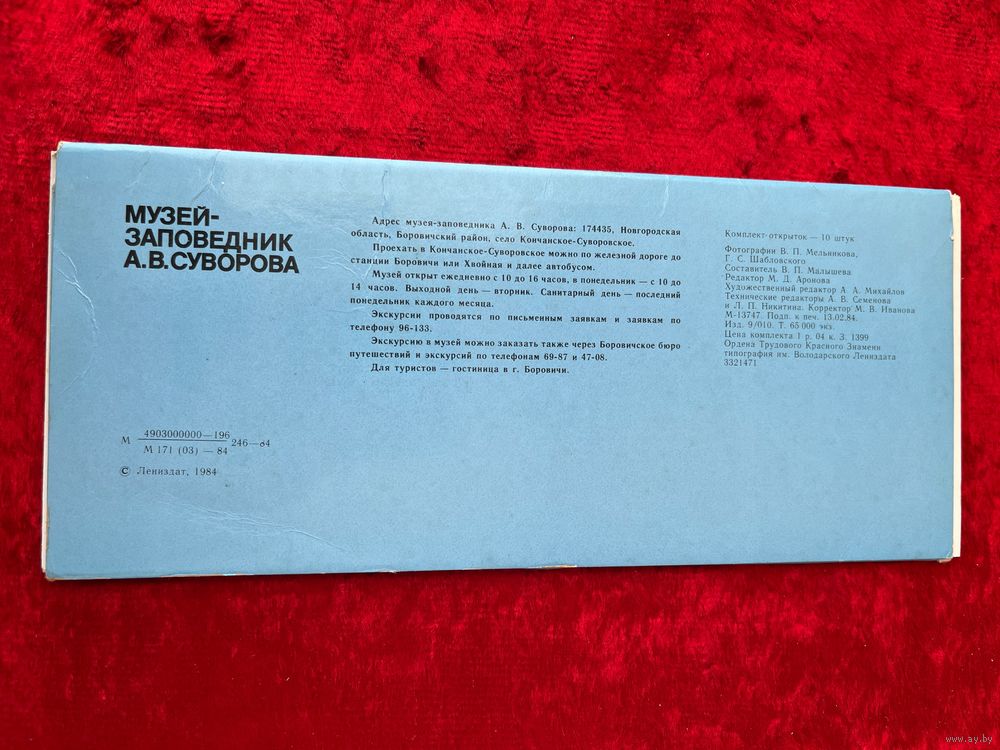 МУЗЕЙ-
ЗАПОВЕДНИК
А.В.СУВОРОВА
М 4903000000—196
М 171 (03) — 84 246—84
© Лениздат, 1984
Адрес музея-заповедника А. В. Суворова: 174435, Новгородская
область, Боровичский район, село Кончанское-Суворовское.
Проехать в Кончанское-Суворовское можно по железной дороге до
станции Боровичи или Хвойная и далее автобусом.
Музей открыт ежедневно с 10 до 16 часов, в понедельник — с 10 до
14 часов. Выходной день — вторник. Санитарный день — последний
понедельник каждого месяца.
Экскурсии проводятся по письменным заявкам и заявкам по
телефону 96-133.
Экскурсию в музей можно заказать также через Боровичское бюро
путешествий и экскурсий по телефонам 69-87 и 47-08.
Для туристов — гостиница в г. Боровичи.
Комплект-открыток — 10 штук
Фотографии В. П. Мельникова,
Г. С. Шабловского
Составитель В. П. Малышева
Редактор М. Д. Аронова
Художественный редактор А. А. Михайлов
Технические редакторы А. В. Семенова
и Л. П. Никитина. Корректор М. В. Иванова
М-13747. Подп. к печ. 13.02.84.
Изд. 9/010. Т. 65 000 экз.
Цена комплекта 1 р. 04 к. З. 1399
Ордена Трудового Красного Знамени
типография им. Володарского Лениздата
3321471
www.ay.by